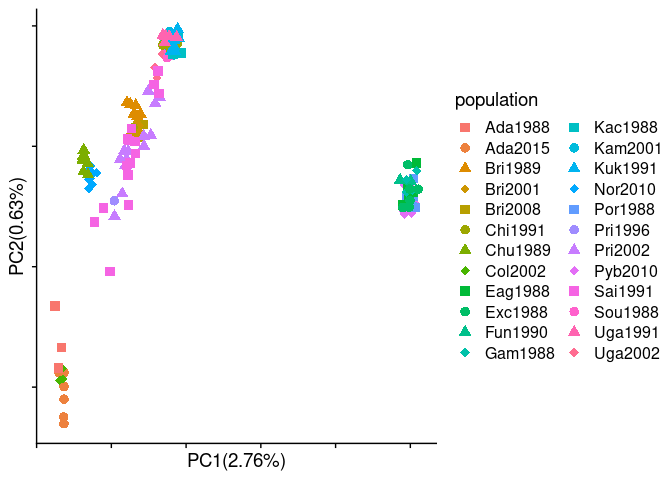 population
Ada1988 Kac1988
Ada2015 Kam2001
Bri1989 Kuk1991
Bri2001 Nor2010
Bri2008 Por1988
Chi1991 Pri1996
Chu1989 Pri2002
Col2002 Pyb2010
Eag1988 Sai1991
Exc1988 Sou1988
Fun1990 Uga1991
Gam1988 Uga2002
PC2(0.63%)
PC1(2.76%)